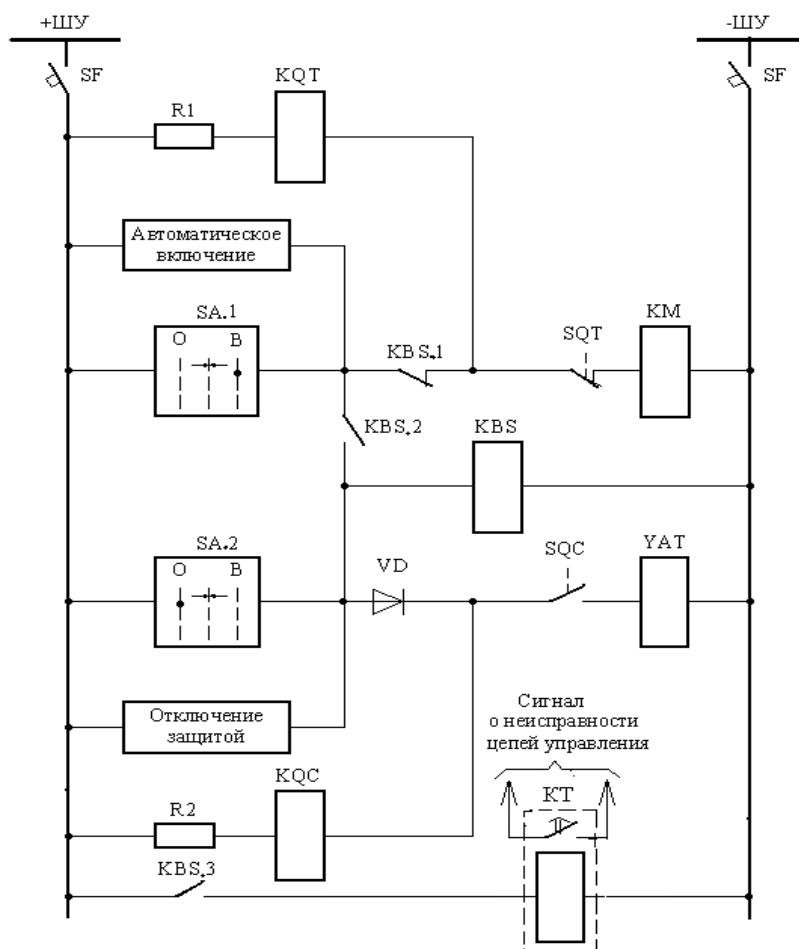 +ШУ
-ШУ
SF
SF
KQT
R1
Автоматическое
включение
SA.1
О В
KBS.1
SQT
KM
KBS.2
KBS
SA.2
О В
VD
SQC
YAT
Отключение
защитой
Сигнал
о неисправности
цепей управления
KQC
R2
KT
KBS.3